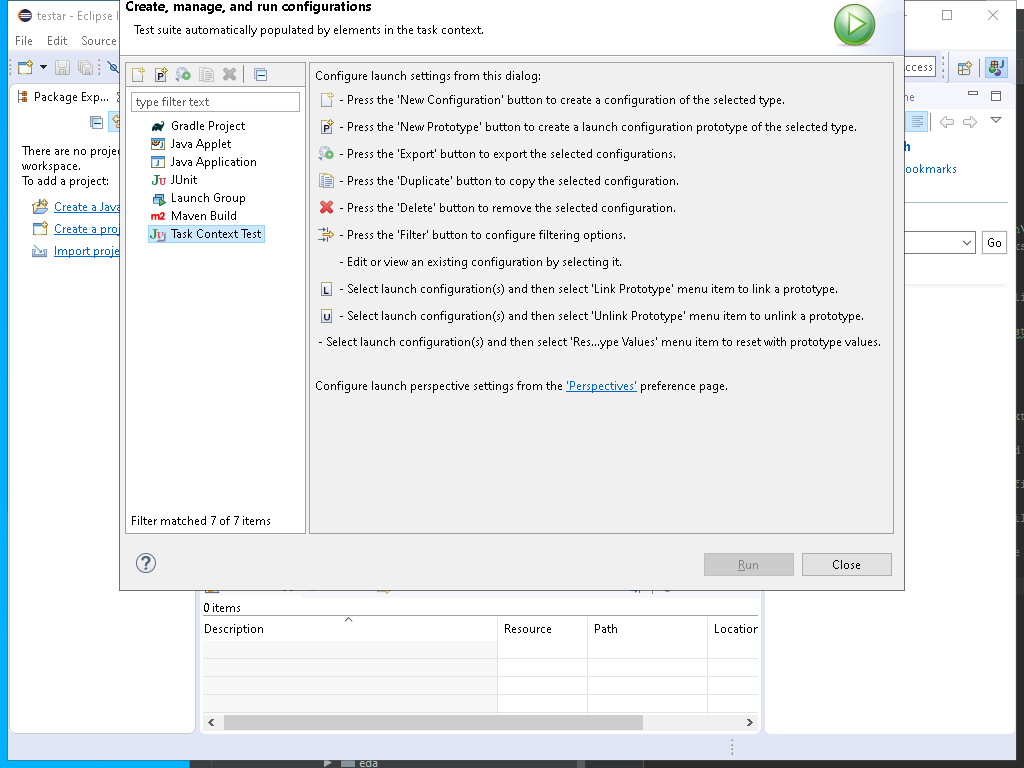 testar - Eclipse
Create, manage, and run configurations
Test suite automatically populated by elements in the task context.
File Edit Source
Package Exp...
type filter text
Gradle Project
Java Applet
Java Application
JUnit
Launch Group
Maven Build
Task Context Test
Filter matched 7 of 7 items
There are no
workspace.
To add a project:
Create a Java
Create a
Import
Configure launch settings from this dialog:
- Press the 'New Configuration' button to create a configuration of the selected type.
- Press the 'New Prototype' button to create a launch configuration prototype of the selected type.
- Press the 'Export' button to export the selected configurations.
- Press the 'Duplicate' button to copy the selected configuration.
- Press the 'Delete' button to remove the selected configuration.
- Press the 'Filter' button to configure filtering options.
- Edit or view an existing configuration by selecting it.
L - Select launch configuration(s) and then select 'Link Prototype' menu item to link a prototype.
U - Select launch configuration(s) and then select 'Unlink Prototype' menu item to unlink a prototype.
- Select launch configuration(s) and then select 'Res...ype Values' menu item to reset with prototype values.
Configure launch perspective settings from the 'Perspectives' preference page.
Run Close
Go
0 items
Description Resource Path Location
eda